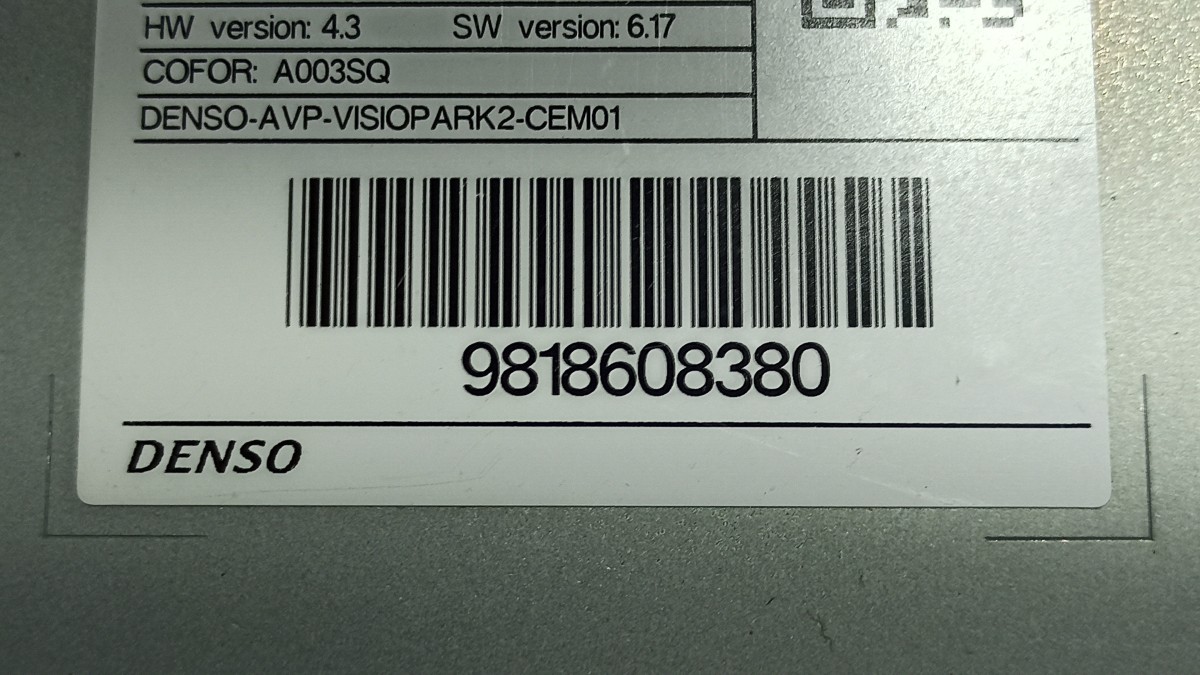 HW version: 4.3 SW version: 6.17
COFOR: A003SQ
DENSO-AVP-VISIOPARK2-CEM01
9818608380
DENSO